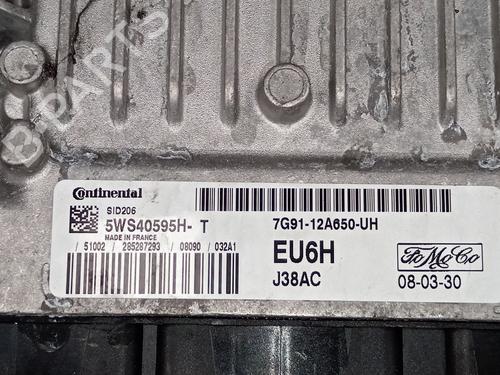 B-PARTS
Continental
SID206
5WS40595H- T
MADE IN FRANCE
/ 51002 / 285287293 / 08090 / 032A1
7G91-12A650-UH
EU6H
J38AC
FoMoCo
08-03-30